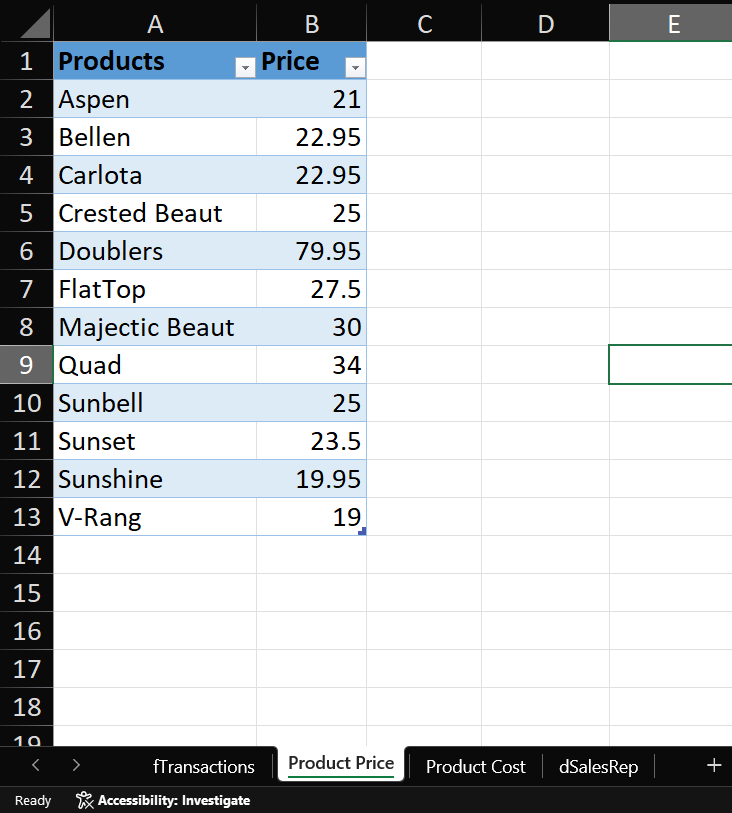 A B C D E
1 Products Price
2 Aspen 21
3 Bellen 22.95
4 Carlota 22.95
5 Crested Beaut 25
6 Doublers 79.95
7 FlatTop 27.5
8 Majectic Beaut 30
9 Quad 34
10 Sunbell 25
11 Sunset 23.5
12 Sunshine 19.95
13 V-Rang 19
14
15
16
17
18
19
fTransactions Product Price Product Cost dSalesRep +
Ready Accessibility: Investigate